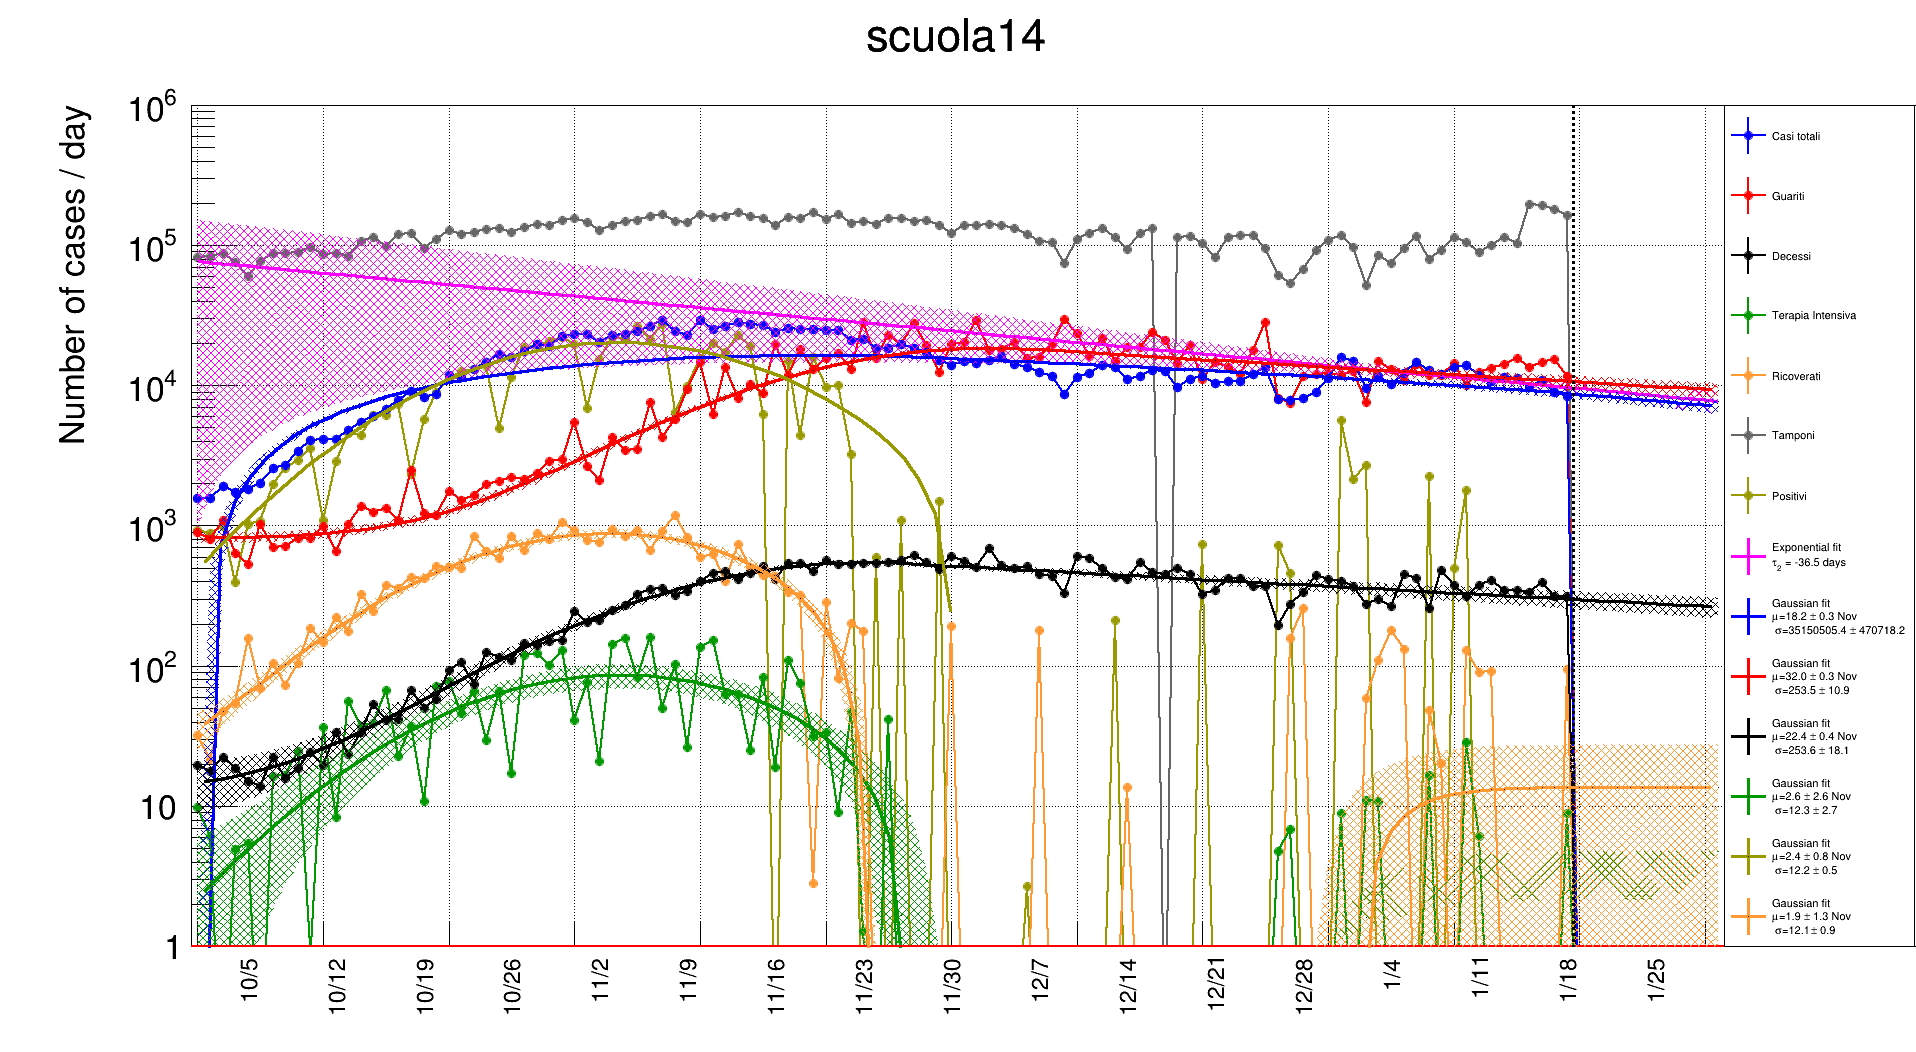 scuola14
Number of cases / day
10^6
10^5
10^4
10^3
10^2
10
1
10/5
10/12
10/19
10/26
11/2
11/9
11/16
11/23
11/30
12/7
12/14
12/21
12/28
1/4
1/11
1/18
1/25
Casi totali
Guariti
Decessi
Terapia Intensiva
Ricoverati
Tamponi
Positivi
Exponential fit
τ₂ = -36.5 days
Gaussian fit
μ=18.2 ± 0.3 Nov
σ=35150505.4 ± 470718.2
Gaussian fit
μ=32.0 ± 0.3 Nov
σ=253.5 ± 10.9
Gaussian fit
μ=22.4 ± 0.4 Nov
σ=253.6 ± 18.1
Gaussian fit
μ=2.6 ± 2.6 Nov
σ=12.3 ± 2.7
Gaussian fit
μ=2.4 ± 0.8 Nov
σ=12.2 ± 0.5
Gaussian fit
μ=1.9 ± 1.3 Nov
σ=12.1 ± 0.9